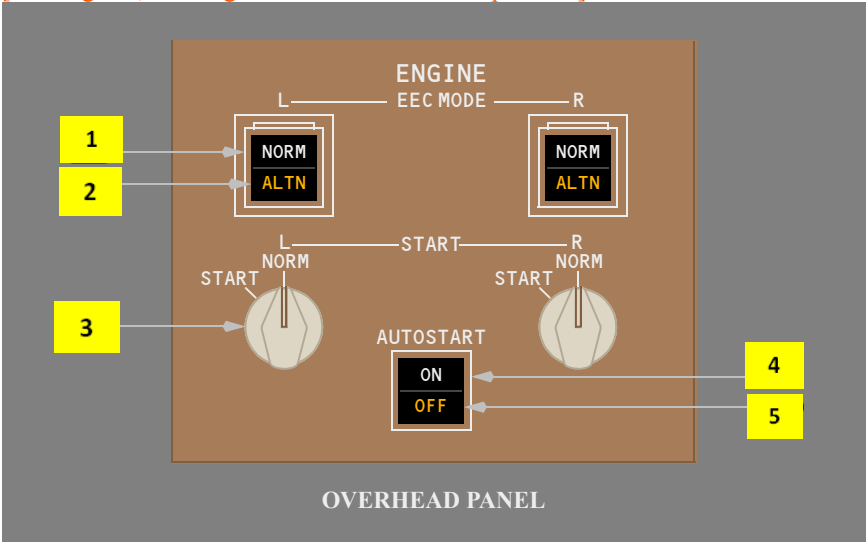 ENGINE
L EEC MODE R
1 NORM NORM
2 ALTN ALTN
L START R
NORM NORM
START START
3
AUTOSTART
ON 4
OFF 5
OVERHEAD PANEL